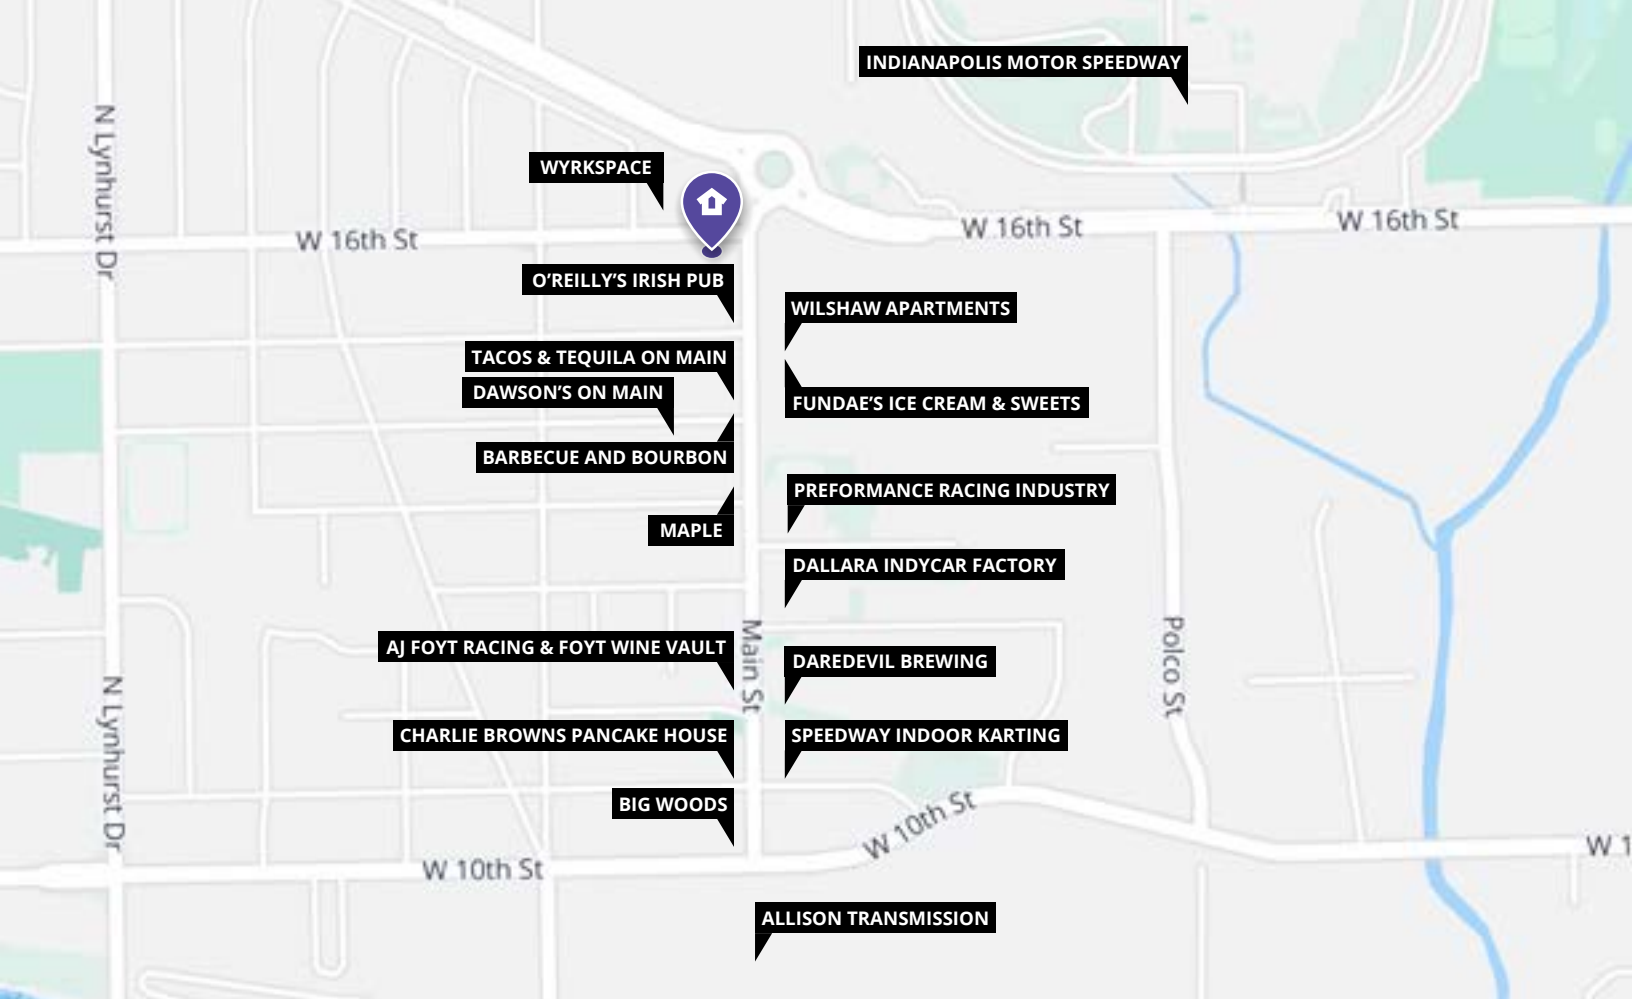 INDIANAPOLIS MOTOR SPEEDWAY
N Lynhurst Dr
WYRKSPACE
W 16th St
W 16th St
W 16th St
O'REILLY'S IRISH PUB
WILSHAW APARTMENTS
TACOS & TEQUILA ON MAIN
DAWSON'S ON MAIN
FUNDAE'S ICE CREAM & SWEETS
BARBECUE AND BOURBON
PREFORMANCE RACING INDUSTRY
MAPLE
DALLARA INDYCAR FACTORY
AJ FOYT RACING & FOYT WINE VAULT
Main St
DAREDEVIL BREWING
Polco St
N Lynhurst Dr
CHARLIE BROWNS PANCAKE HOUSE
SPEEDWAY INDOOR KARTING
BIG WOODS
W 10th St
W 10th St
W 1
ALLISON TRANSMISSION